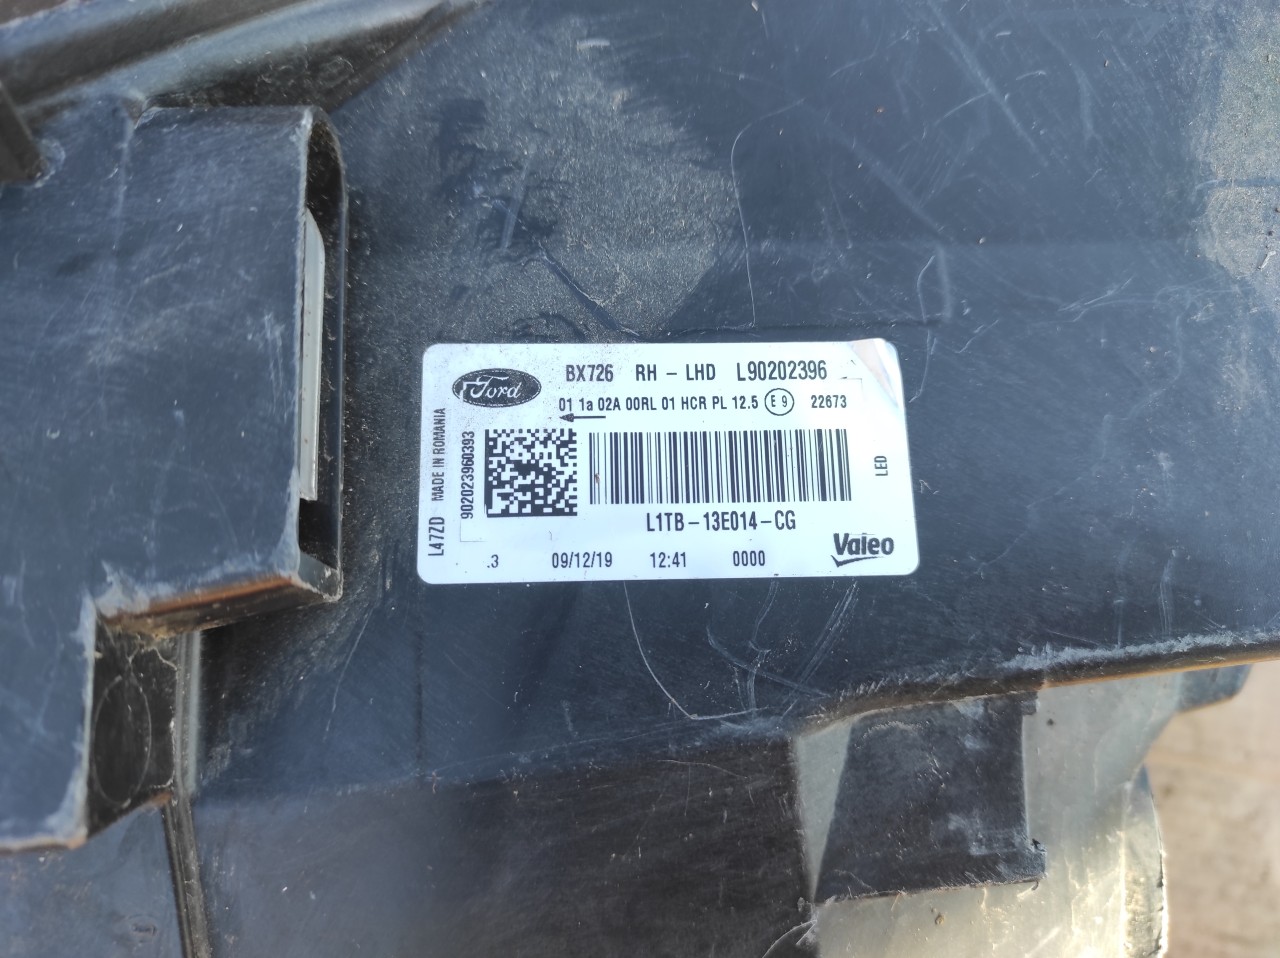 Ford
BX726 RH - LHD L90202396
01 1a 02A 00RL 01 HCR PL 12.5 E9 22673
L47ZD MADE IN ROMANIA
902023960393
LED
L1TB-13E014-CG
.3 09/12/19 12:41 0000
Valeo